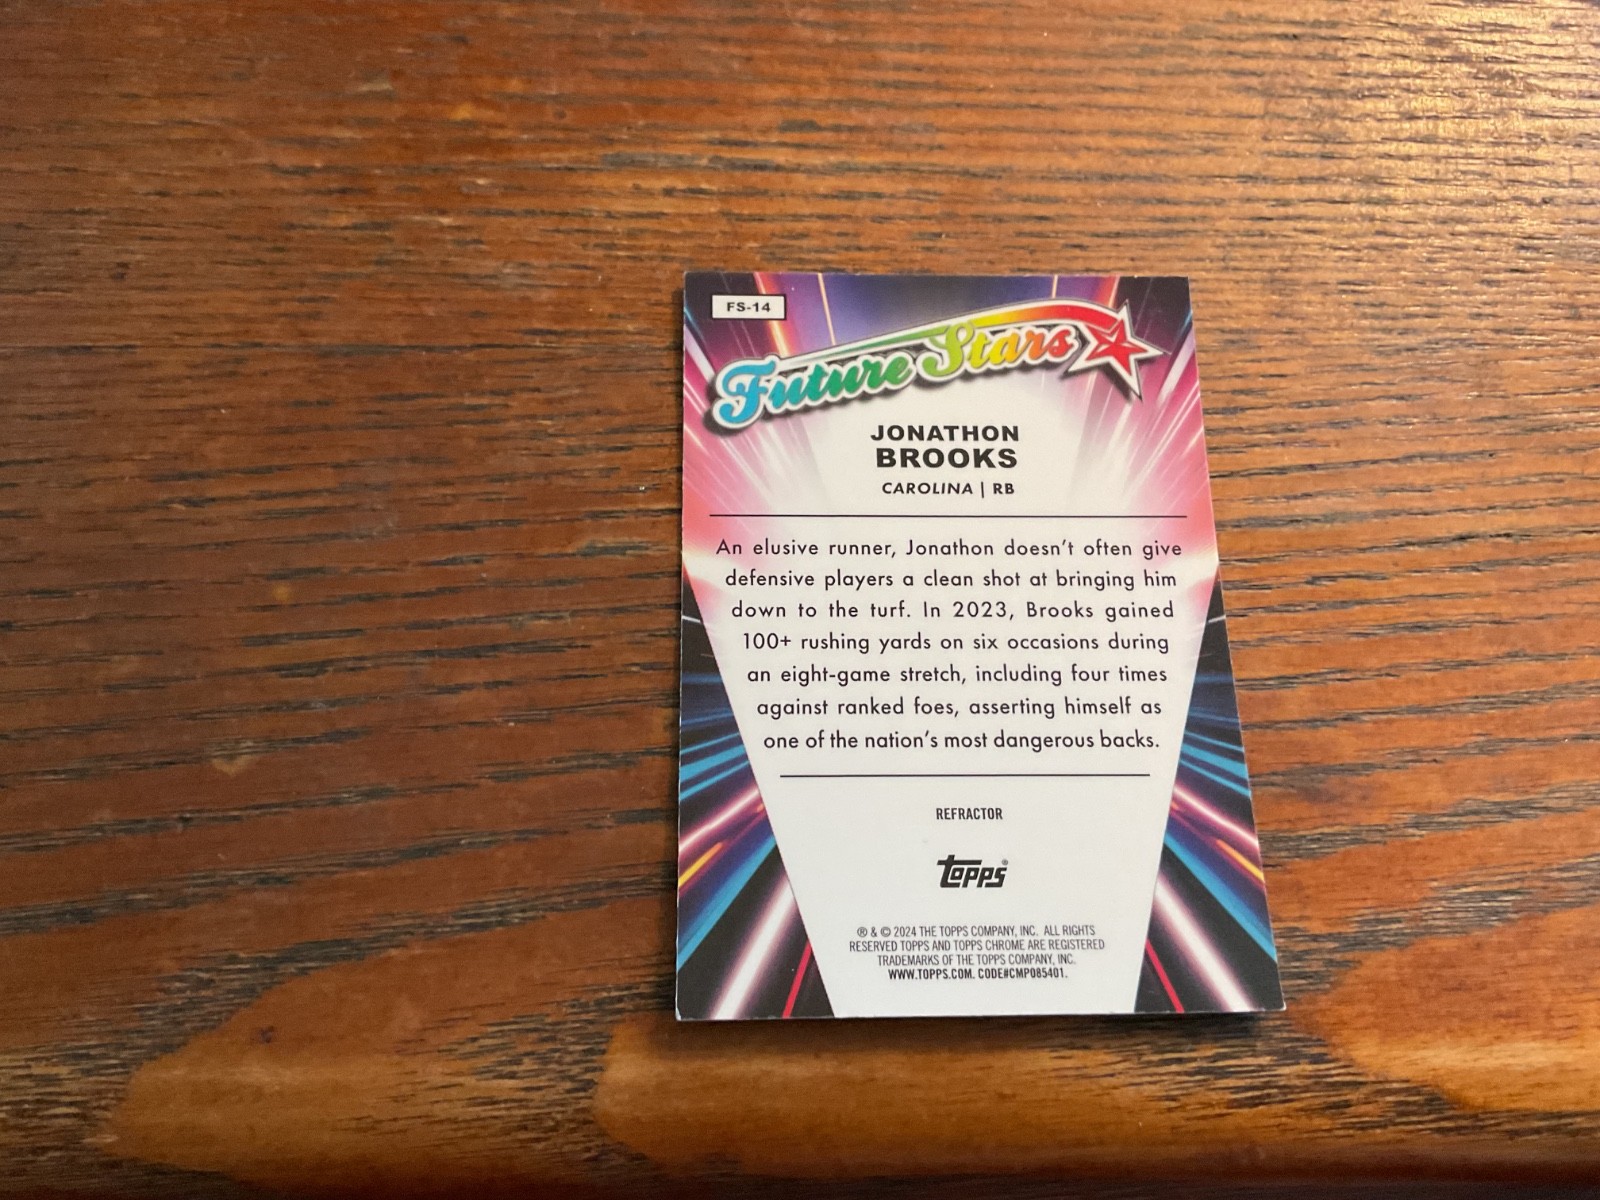 FS-14
Future Stars
JONATHON
BROOKS
CAROLINA | RB
An elusive runner, Jonathon doesn't often give
defensive players a clean shot at bringing him
down to the turf. In 2023, Brooks gained
100+ rushing yards on six occasions during
an eight-game stretch, including four times
against ranked foes, asserting himself as
one of the nation's most dangerous backs.
REFRACTOR
topps®
® & © 2024 THE TOPPS COMPANY, INC. ALL RIGHTS
RESERVED TOPPS AND TOPPS CHROME ARE REGISTERED
TRADEMARKS OF THE TOPPS COMPANY, INC.
WWW.TOPPS.COM. CODE#CMP085401.